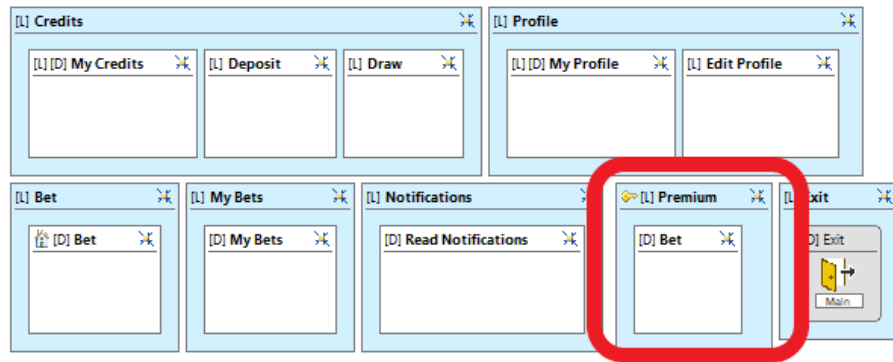 [L] Credits
[L] [D] My Credits
[L] Deposit
[L] Draw
[L] Profile
[L] [D] My Profile
[L] Edit Profile
[L] Bet
[D] Bet
[L] My Bets
[D] My Bets
[L] Notifications
[D] Read Notifications
[L] Premium
[D] Bet
Exit
D] Exit
Main